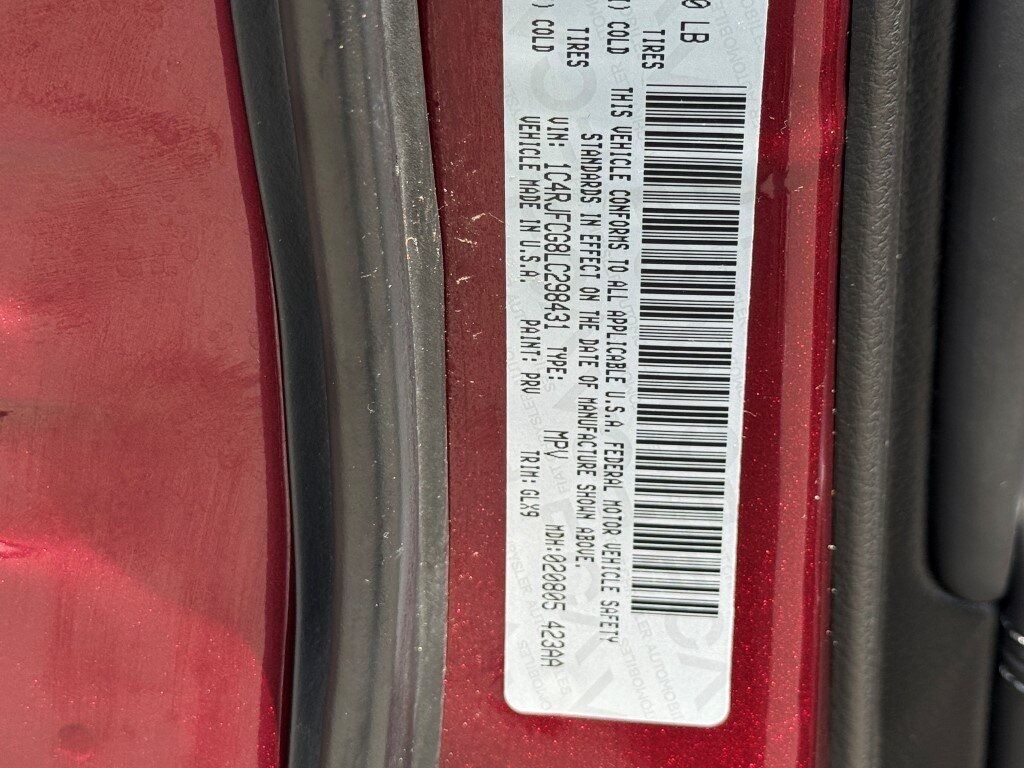 0 LB
TIRES
) COLD
TIRES
) COLD
THIS VEHICLE CONFORMS TO ALL APPLICABLE U.S.A. FEDERAL MOTOR VEHICLE SAFETY
STANDARDS IN EFFECT ON THE DATE OF MANUFACTURE SHOWN ABOVE.
VIN: 1C4RJFCG8LC298431 TYPE: MPV MDH:020805 423AA
VEHICLE MADE IN U.S.A. PAINT: PRV TRIM: GLX9